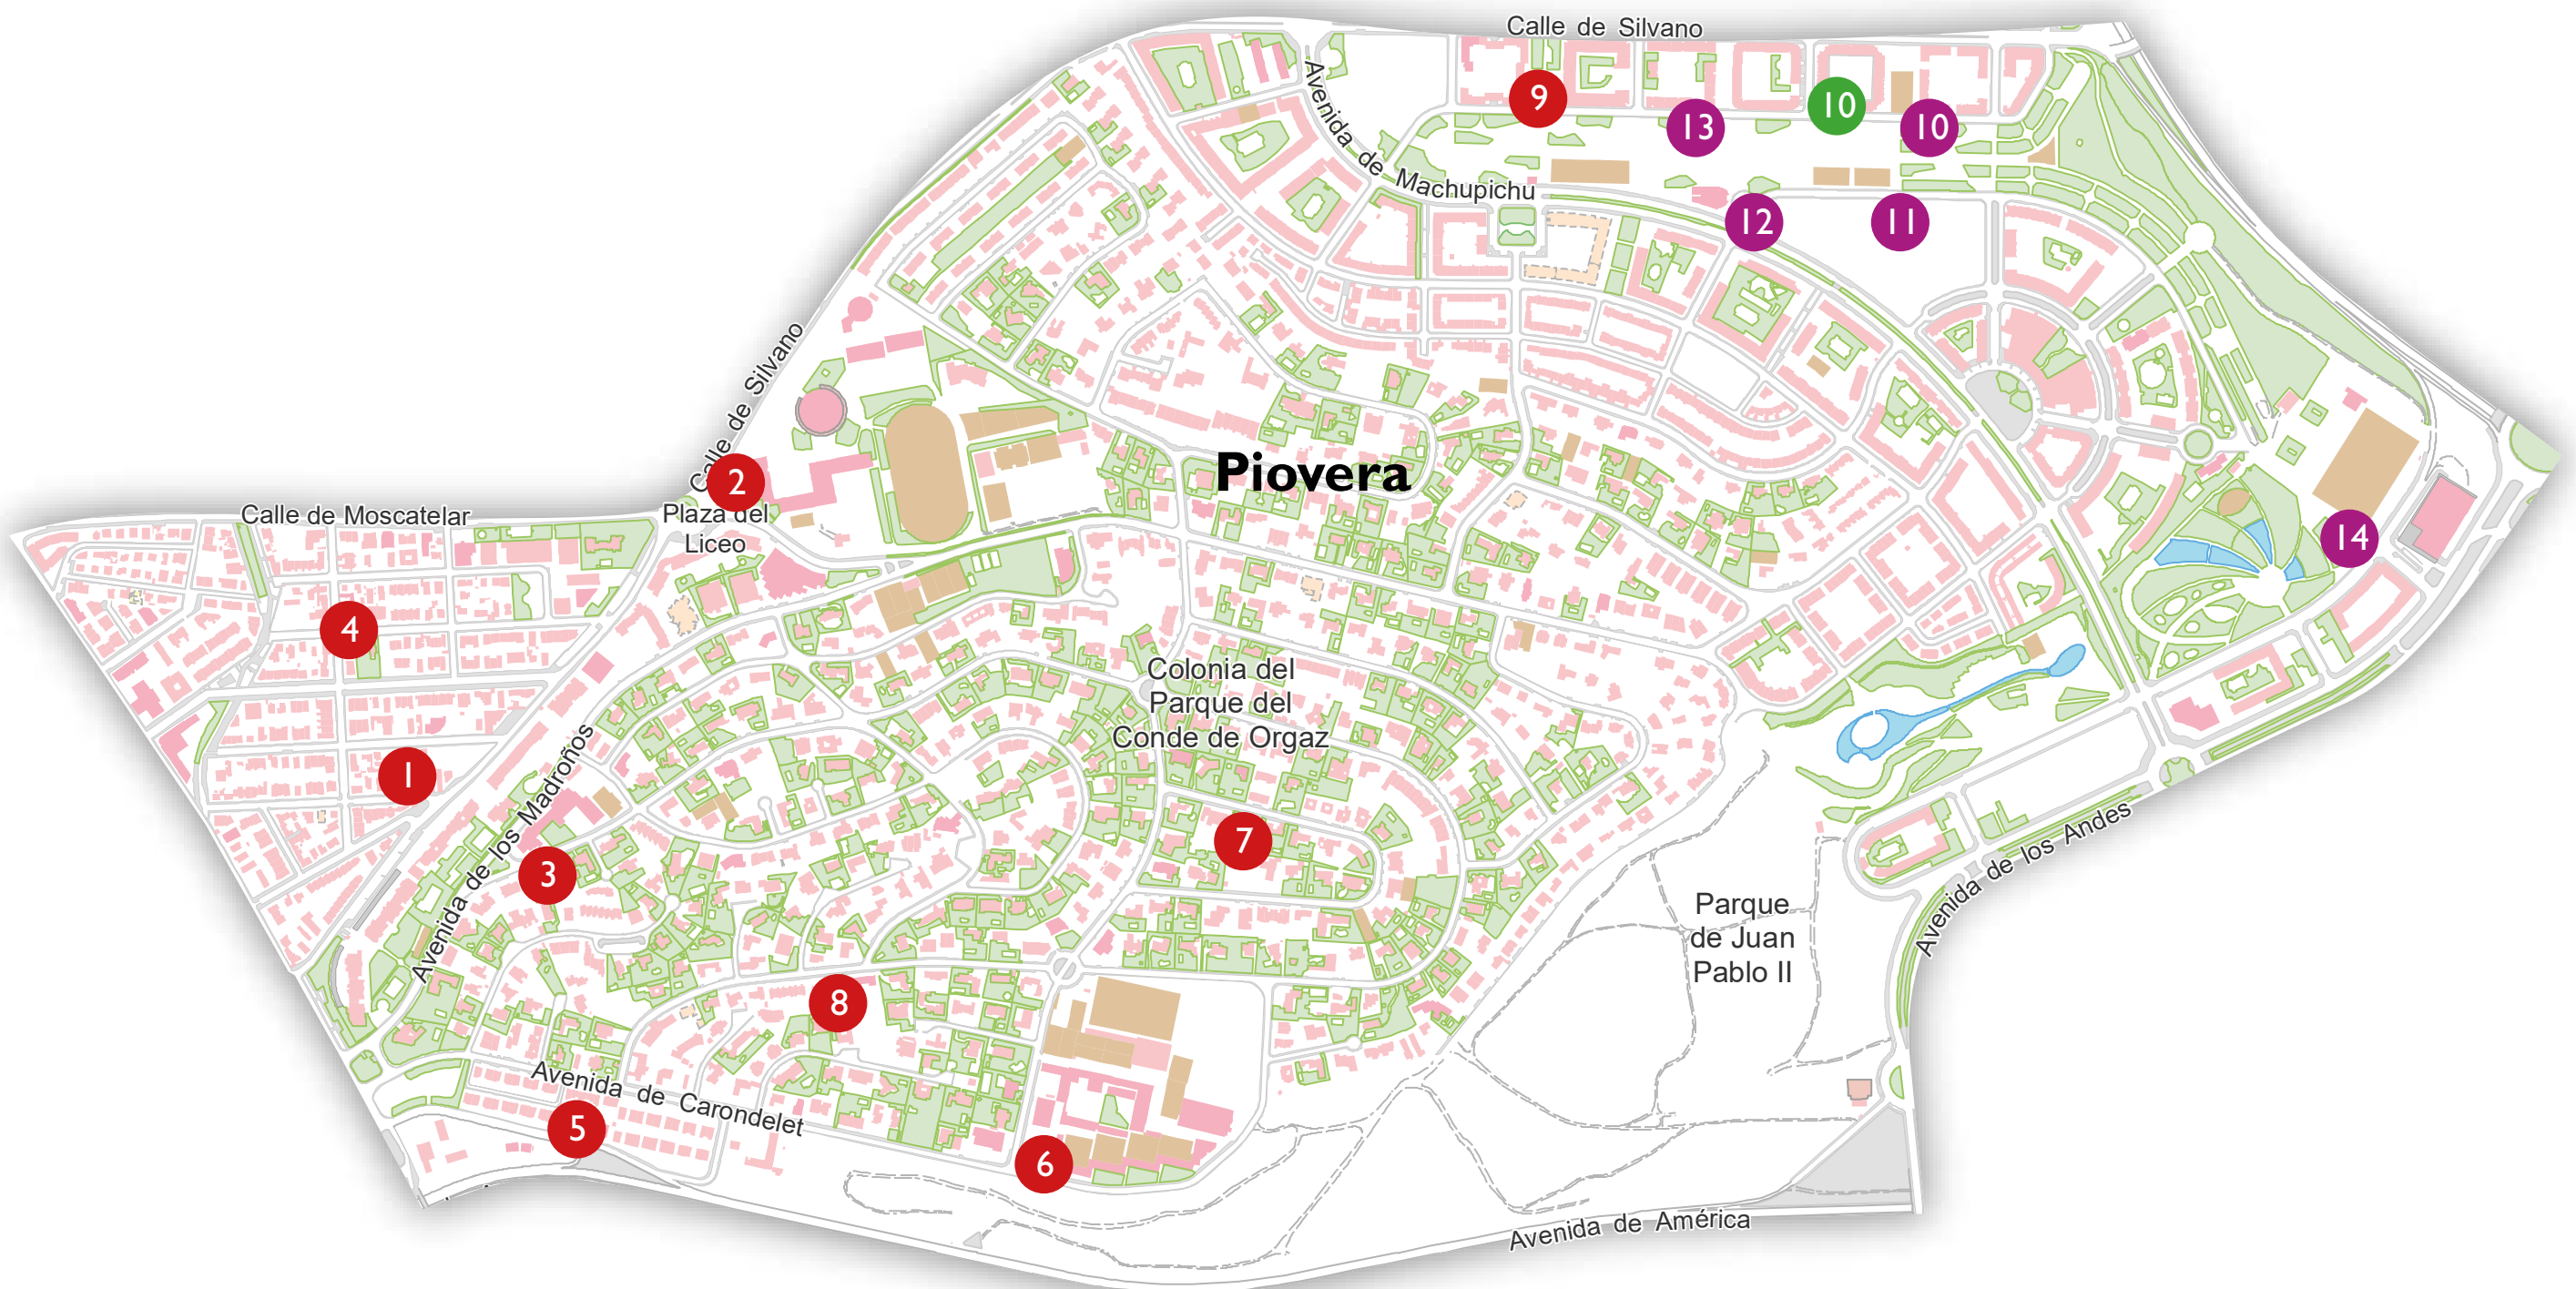 Calle de Silvano
Avenida de Machupichu
9
13
10
10
12
11
Calle de Silvano
2
Plaza del
Liceo
Calle de Moscatelar
Piovera
14
4
Colonia del
Parque del
Conde de Orgaz
1
Avenida de los Madroños
3
7
Avenida de los Andes
Parque
de Juan
Pablo II
8
Avenida de Carondelet
5
6
Avenida de América